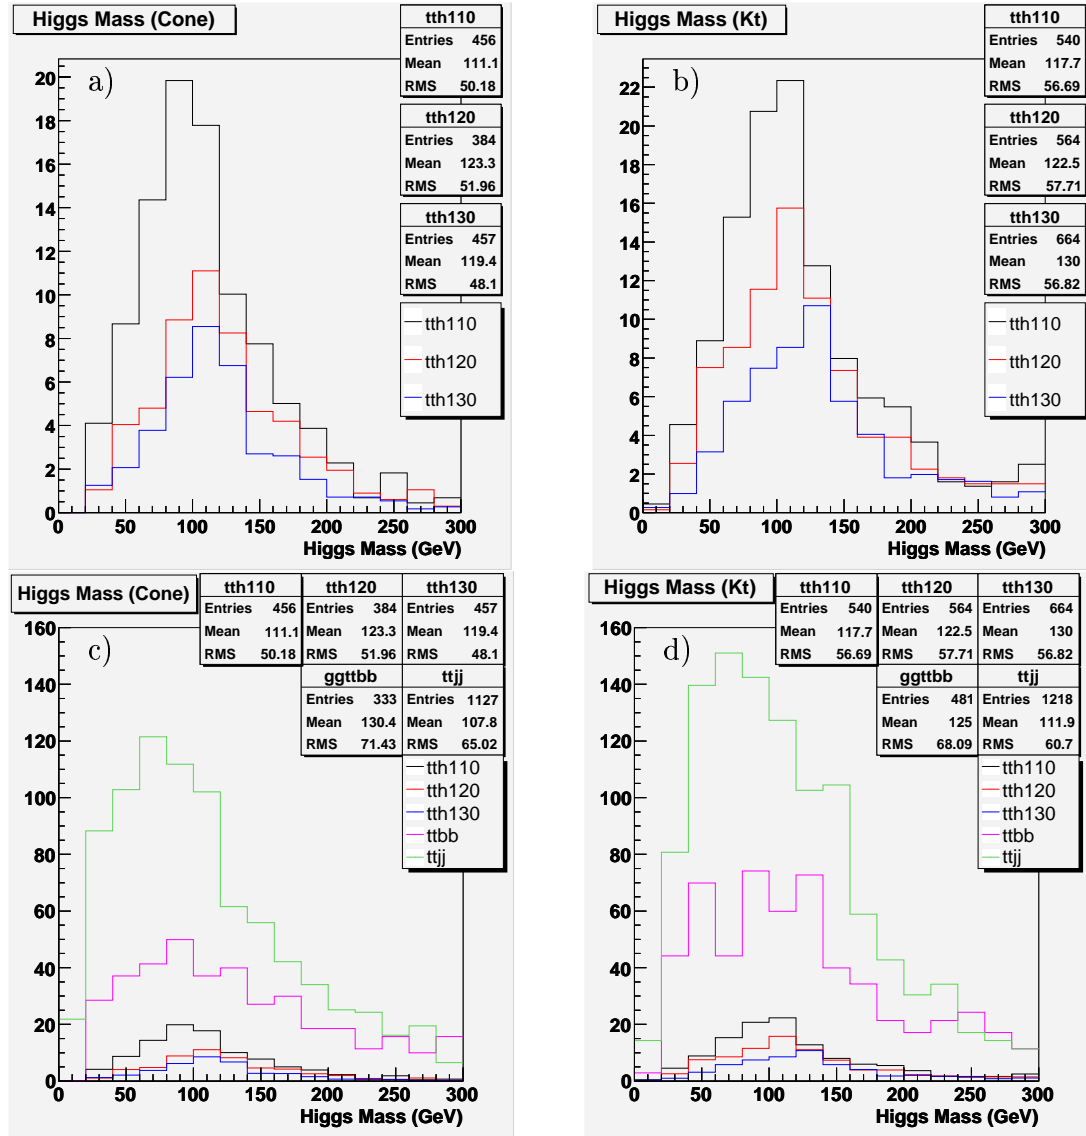 Higgs Mass (Cone)
a)
tth110
Entries 456
Mean 111.1
RMS 50.18
tth120
Entries 384
Mean 123.3
RMS 51.96
tth130
Entries 457
Mean 119.4
RMS 48.1
tth110
tth120
tth130
20
18
16
14
12
10
8
6
4
2
0
0 50 100 150 200 250 300
Higgs Mass (GeV)
Higgs Mass (Kt)
b)
tth110
Entries 540
Mean 117.7
RMS 56.69
tth120
Entries 564
Mean 122.5
RMS 57.71
tth130
Entries 664
Mean 130
RMS 56.82
tth110
tth120
tth130
22
20
18
16
14
12
10
8
6
4
2
0
0 50 100 150 200 250 300
Higgs Mass (GeV)
Higgs Mass (Cone)
c)
tth110
Entries 456
Mean 111.1
RMS 50.18
tth120
Entries 384
Mean 123.3
RMS 51.96
tth130
Entries 457
Mean 119.4
RMS 48.1
ggttbb
Entries 333
Mean 130.4
RMS 71.43
ttjj
Entries 1127
Mean 107.8
RMS 65.02
tth110
tth120
tth130
ttbb
ttjj
160
140
120
100
80
60
40
20
0
0 50 100 150 200 250 300
Higgs Mass (GeV)
Higgs Mass (Kt)
d)
tth110
Entries 540
Mean 117.7
RMS 56.69
tth120
Entries 564
Mean 122.5
RMS 57.71
tth130
Entries 664
Mean 130
RMS 56.82
ggttbb
Entries 481
Mean 125
RMS 68.09
ttjj
Entries 1218
Mean 111.9
RMS 60.7
tth110
tth120
tth130
ttbb
ttjj
160
140
120
100
80
60
40
20
0
0 50 100 150 200 250 300
Higgs Mass (GeV)